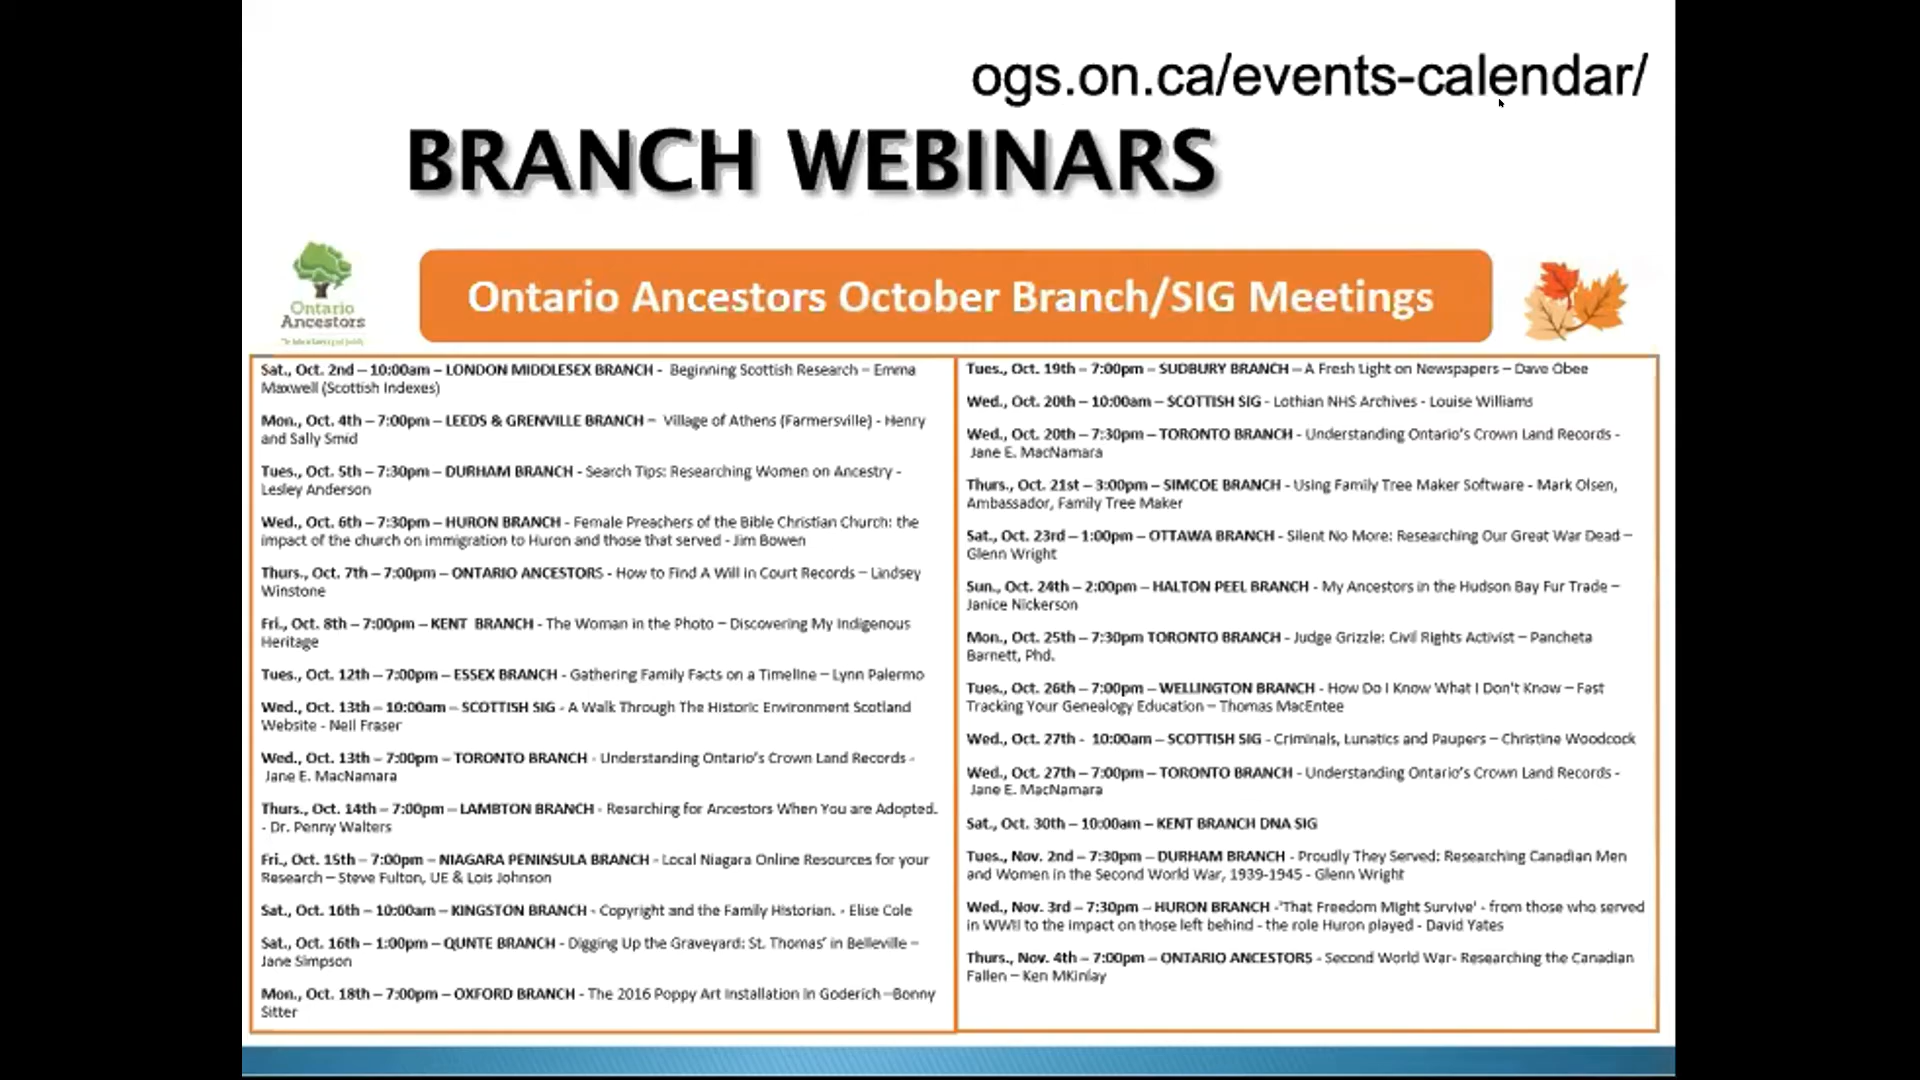 ogs.on.ca/events-calendar/
BRANCH WEBINARS
Ontario
Ancestors
Ontario Ancestors October Branch/SIG Meetings
Sat., Oct. 2nd – 10:00am – LONDON MIDDLESEX BRANCH - Beginning Scottish Research – Emma
Maxwell (Scottish Indexes)
Mon., Oct. 4th – 7:00pm – LEEDS & GRENVILLE BRANCH – Village of Athens (Farmersville) - Henry
and Sally Smid
Tues., Oct. 5th – 7:30pm – DURHAM BRANCH - Search Tips: Researching Women on Ancestry -
Lesley Anderson
Wed., Oct. 6th – 7:30pm – HURON BRANCH - Female Preachers of the Bible Christian Church: the
impact of the church on immigration to Huron and those that served - Jim Bowen
Thurs., Oct. 7th – 7:00pm – ONTARIO ANCESTORS - How to Find A Will in Court Records – Lindsey
Winstone
Fri., Oct. 8th – 7:00pm – KENT BRANCH - The Woman in the Photo – Discovering My Indigenous
Heritage
Tues., Oct. 12th – 7:00pm – ESSEX BRANCH - Gathering Family Facts on a Timeline – Lynn Palermo
Wed., Oct. 13th – 10:00am – SCOTTISH SIG - A Walk Through The Historic Environment Scotland
Website - Neil Fraser
Wed., Oct. 13th – 7:00pm – TORONTO BRANCH - Understanding Ontario's Crown Land Records -
Jane E. MacNamara
Thurs., Oct. 14th – 7:00pm – LAMBTON BRANCH - Resarching for Ancestors When You are Adopted.
- Dr. Penny Walters
Fri., Oct. 15th – 7:00pm – NIAGARA PENINSULA BRANCH - Local Niagara Online Resources for your
Research – Steve Fulton, UE & Lois Johnson
Sat., Oct. 16th – 10:00am – KINGSTON BRANCH - Copyright and the Family Historian. - Elise Cole
Sat., Oct. 16th – 1:00pm – QUNTE BRANCH - Digging Up the Graveyard: St. Thomas' in Belleville –
Jane Simpson
Mon., Oct. 18th – 7:00pm – OXFORD BRANCH - The 2016 Poppy Art Installation In Goderich –Bonny
Sitter
Tues., Oct. 19th – 7:00pm – SUDBURY BRANCH – A Fresh Light on Newspapers – Dave Obee
Wed., Oct. 20th – 10:00am – SCOTTISH SIG - Lothian NHS Archives - Louise Williams
Wed., Oct. 20th – 7:30pm – TORONTO BRANCH - Understanding Ontario's Crown Land Records -
Jane E. MacNamara
Thurs., Oct. 21st – 3:00pm – SIMCOE BRANCH - Using Family Tree Maker Software - Mark Olsen,
Ambassador, Family Tree Maker
Sat., Oct. 23rd – 1:00pm – OTTAWA BRANCH - Silent No More: Researching Our Great War Dead –
Glenn Wright
Sun., Oct. 24th – 2:00pm – HALTON PEEL BRANCH - My Ancestors in the Hudson Bay Fur Trade –
Janice Nickerson
Mon., Oct. 25th – 7:30pm TORONTO BRANCH - Judge Grizzle: Civil Rights Activist – Pancheta
Barnett, Phd.
Tues., Oct. 26th – 7:00pm – WELLINGTON BRANCH - How Do I Know What I Don't Know – Fast
Tracking Your Genealogy Education – Thomas MacEntee
Wed., Oct. 27th - 10:00am – SCOTTISH SIG - Criminals, Lunatics and Paupers – Christine Woodcock
Wed., Oct. 27th – 7:00pm – TORONTO BRANCH - Understanding Ontario's Crown Land Records -
Jane E. MacNamara
Sat., Oct. 30th – 10:00am – KENT BRANCH DNA SIG
Tues., Nov. 2nd – 7:30pm – DURHAM BRANCH - Proudly They Served: Researching Canadian Men
and Women in the Second World War, 1939-1945 - Glenn Wright
Wed., Nov. 3rd – 7:30pm – HURON BRANCH -'That Freedom Might Survive' - from those who served
in WWII to the impact on those left behind - the role Huron played - David Yates
Thurs., Nov. 4th – 7:00pm – ONTARIO ANCESTORS - Second World War- Researching the Canadian
Fallen – Ken MKinlay